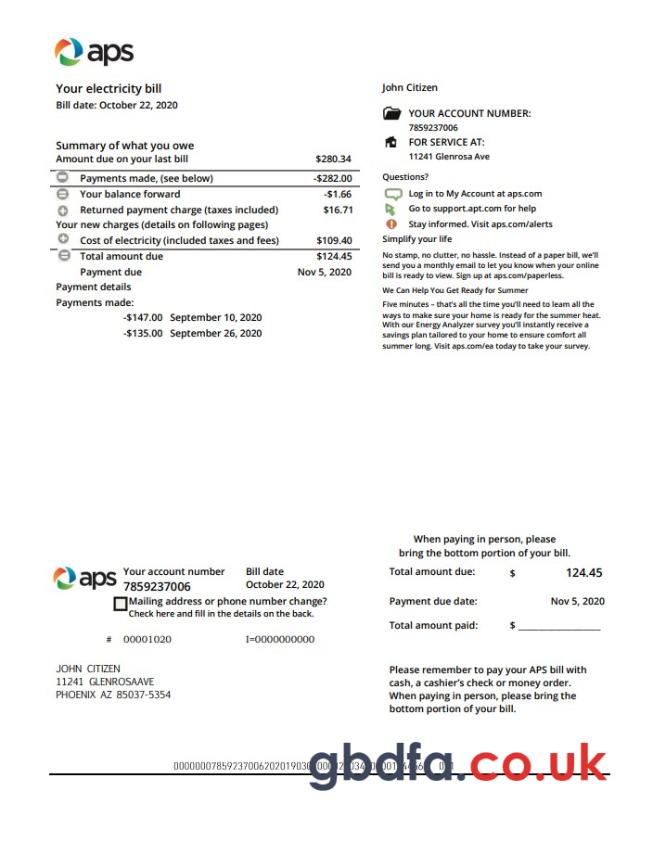 aps
Your electricity bill
Bill date: October 22, 2020
Summary of what you owe
Amount due on your last bill $280.34
Payments made, (see below) -$282.00
Your balance forward -$1.66
Returned payment charge (taxes included) $16.71
Your new charges (details on following pages)
Cost of electricity (included taxes and fees) $109.40
Total amount due $124.45
Payment due Nov 5, 2020
Payment details
Payments made:
-$147.00 September 10, 2020
-$135.00 September 26, 2020
John Citizen
YOUR ACCOUNT NUMBER:
7859237006
FOR SERVICE AT:
11241 Glenrosa Ave
Questions?
Log in to My Account at aps.com
Go to support.apt.com for help
Stay informed. Visit aps.com/alerts
Simplify your life
No stamp, no clutter, no hassle. Instead of a paper bill, we'll
send you a monthly email to let you know when your online
bill is ready to view. Sign up at aps.com/paperless.
We Can Help You Get Ready for Summer
Five minutes – that's all the time you'll need to leam all the
ways to make sure your home is ready for the summer heat.
With our Energy Analyzer survey you'll instantly receive a
savings plan tailored to your home to ensure comfort all
summer long. Visit aps.com/ea today to take your survey.
When paying in person, please
bring the bottom portion of your bill.
aps
Your account number
7859237006
Bill date
October 22, 2020
Mailing address or phone number change?
Check here and fill in the details on the back.
# 00001020 I=0000000000
Total amount due: $ 124.45
Payment due date: Nov 5, 2020
Total amount paid: $
JOHN CITIZEN
11241 GLENROSAAVE
PHOENIX AZ 85037-5354
Please remember to pay your APS bill with
cash, a cashier's check or money order.
When paying in person, please bring the
bottom portion of your bill.
gbdfa.co.uk